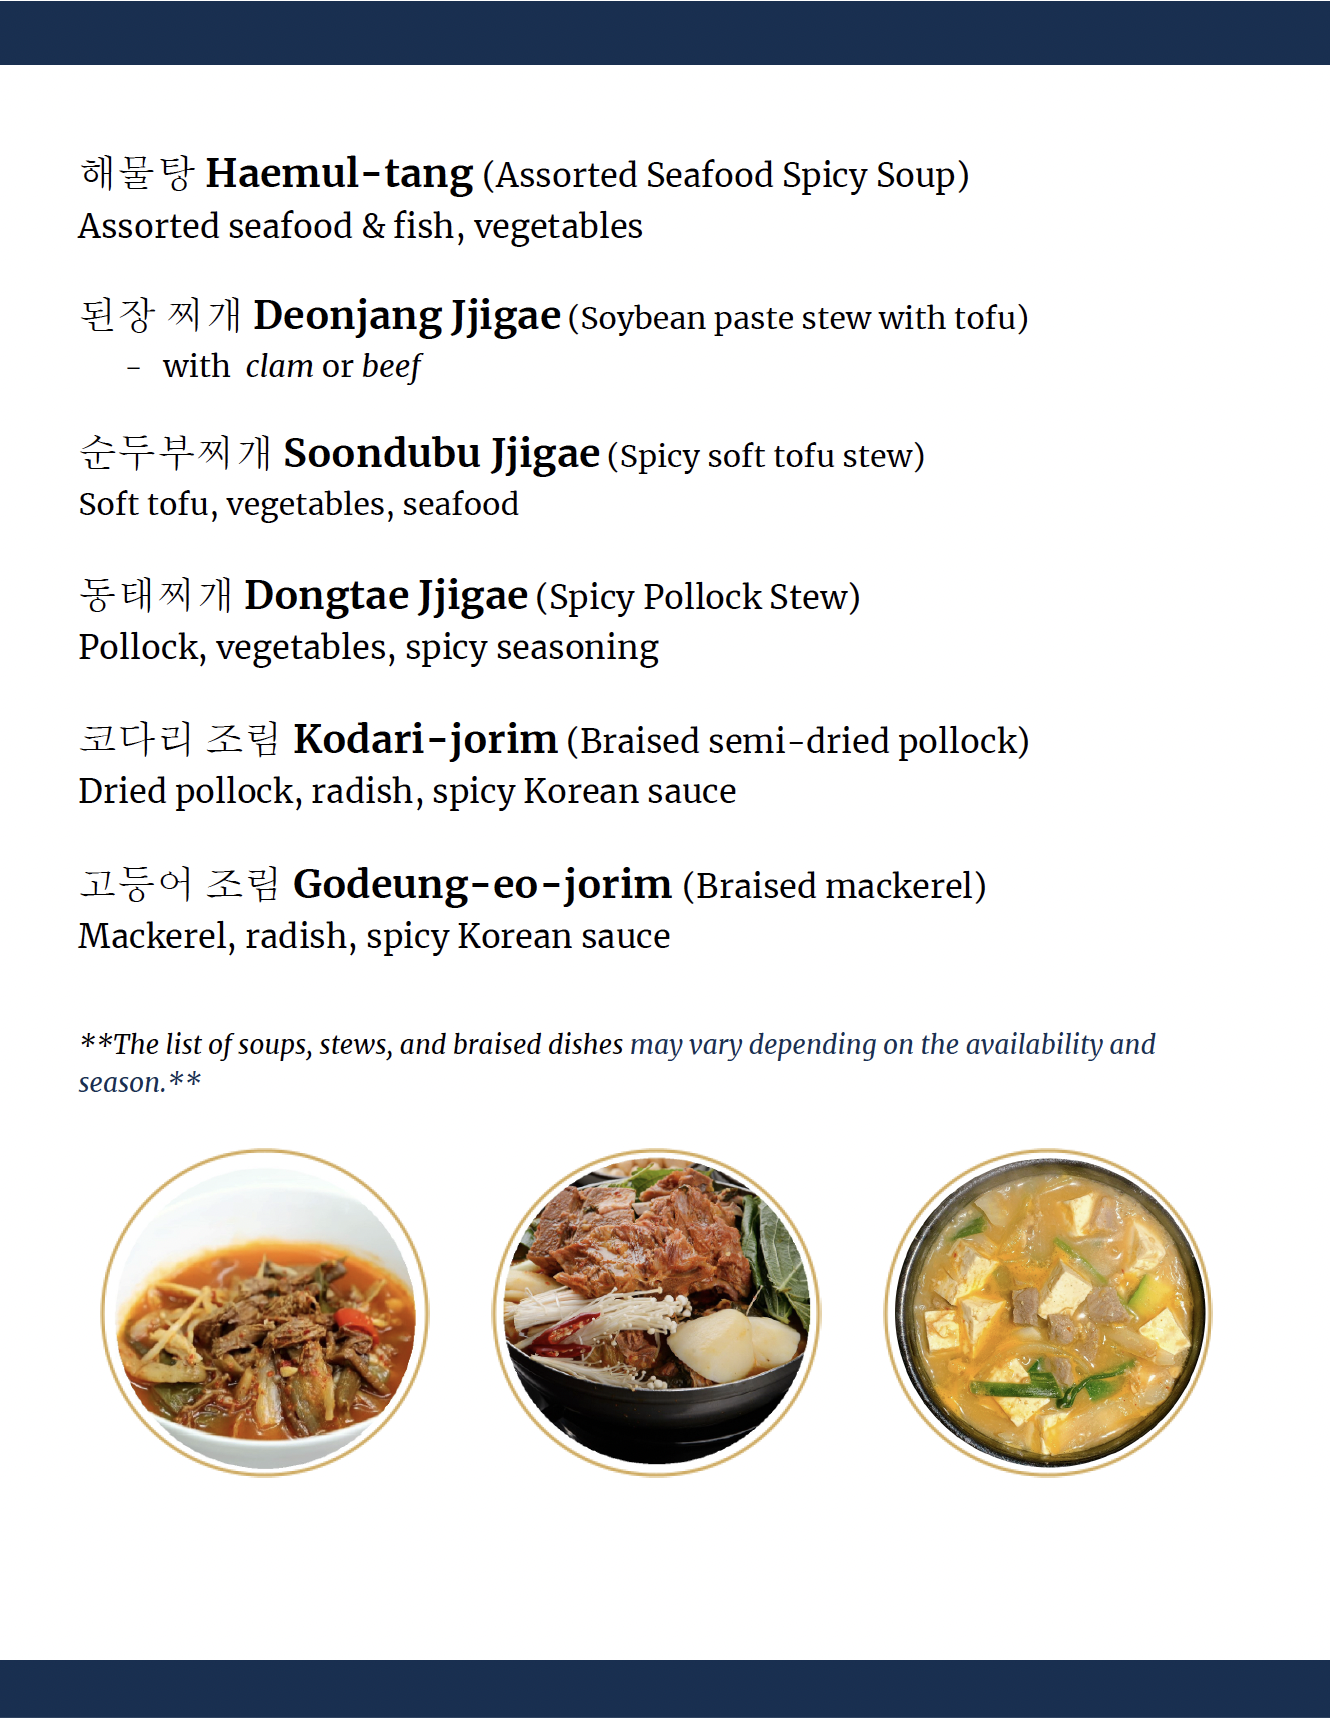 해물탕 Haemul-tang (Assorted Seafood Spicy Soup)
Assorted seafood & fish, vegetables
된장 찌개 Deonjang Jjigae (Soybean paste stew with tofu)
- with clam or beef
순두부찌개 Soondubu Jjigae (Spicy soft tofu stew)
Soft tofu, vegetables, seafood
동태찌개 Dongtae Jjigae (Spicy Pollock Stew)
Pollock, vegetables, spicy seasoning
코다리 조림 Kodari-jorim (Braised semi-dried pollock)
Dried pollock, radish, spicy Korean sauce
고등어 조림 Godeung-eo-jorim (Braised mackerel)
Mackerel, radish, spicy Korean sauce
**The list of soups, stews, and braised dishes may vary depending on the availability and
season.**